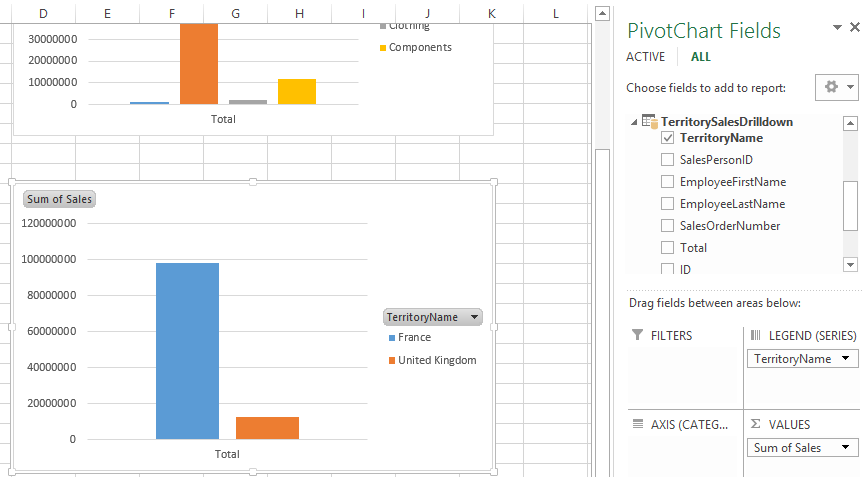 D E F G H I J K L
30000000
20000000
10000000
0
Total
Clothing
Components
Sum of Sales
120000000
100000000
80000000
60000000
40000000
20000000
0
Total
TerritoryName
France
United Kingdom
PivotChart Fields
ACTIVE ALL
Choose fields to add to report:
TerritorySalesDrilldown
TerritoryName
SalesPersonID
EmployeeFirstName
EmployeeLastName
SalesOrderNumber
Total
ID
Drag fields between areas below:
FILTERS
LEGEND (SERIES)
TerritoryName
AXIS (CATEG...
Σ VALUES
Sum of Sales